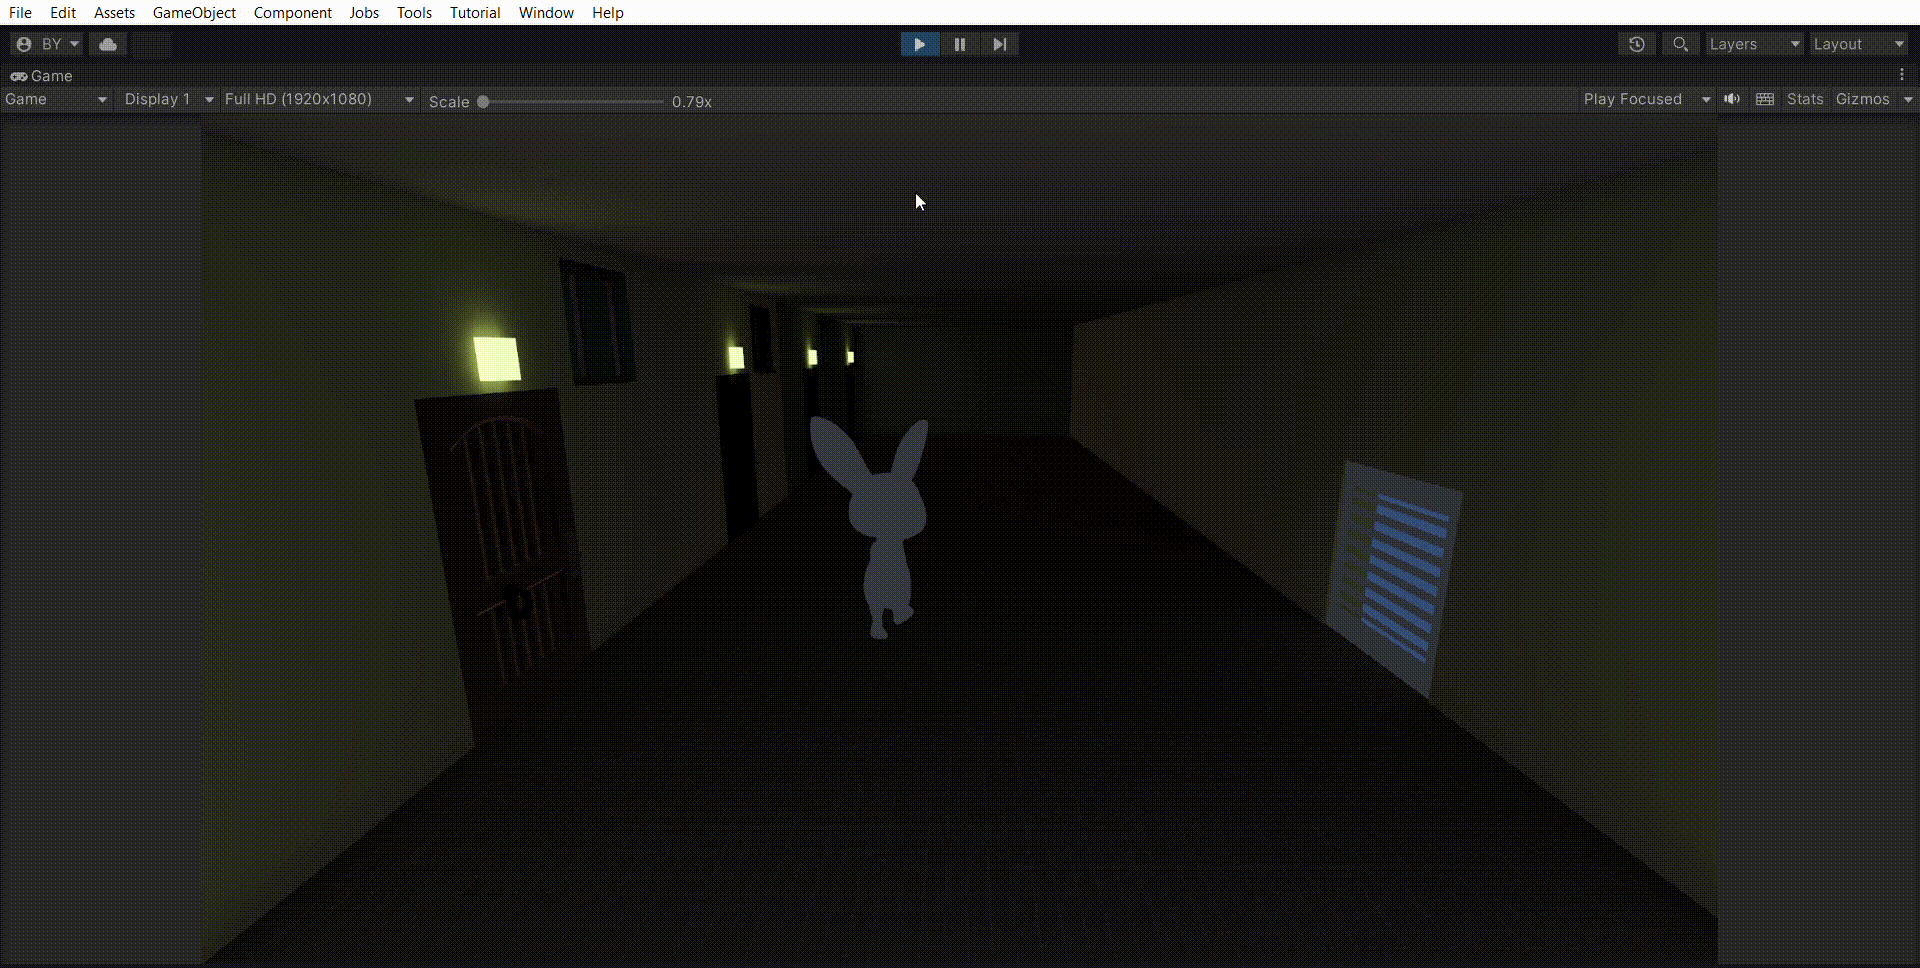 File Edit Assets GameObject Component Jobs Tools Tutorial Window Help
BY Layers Layout
Game
Game Display 1 Full HD (1920x1080) Scale 0.79x Play Focused Stats Gizmos